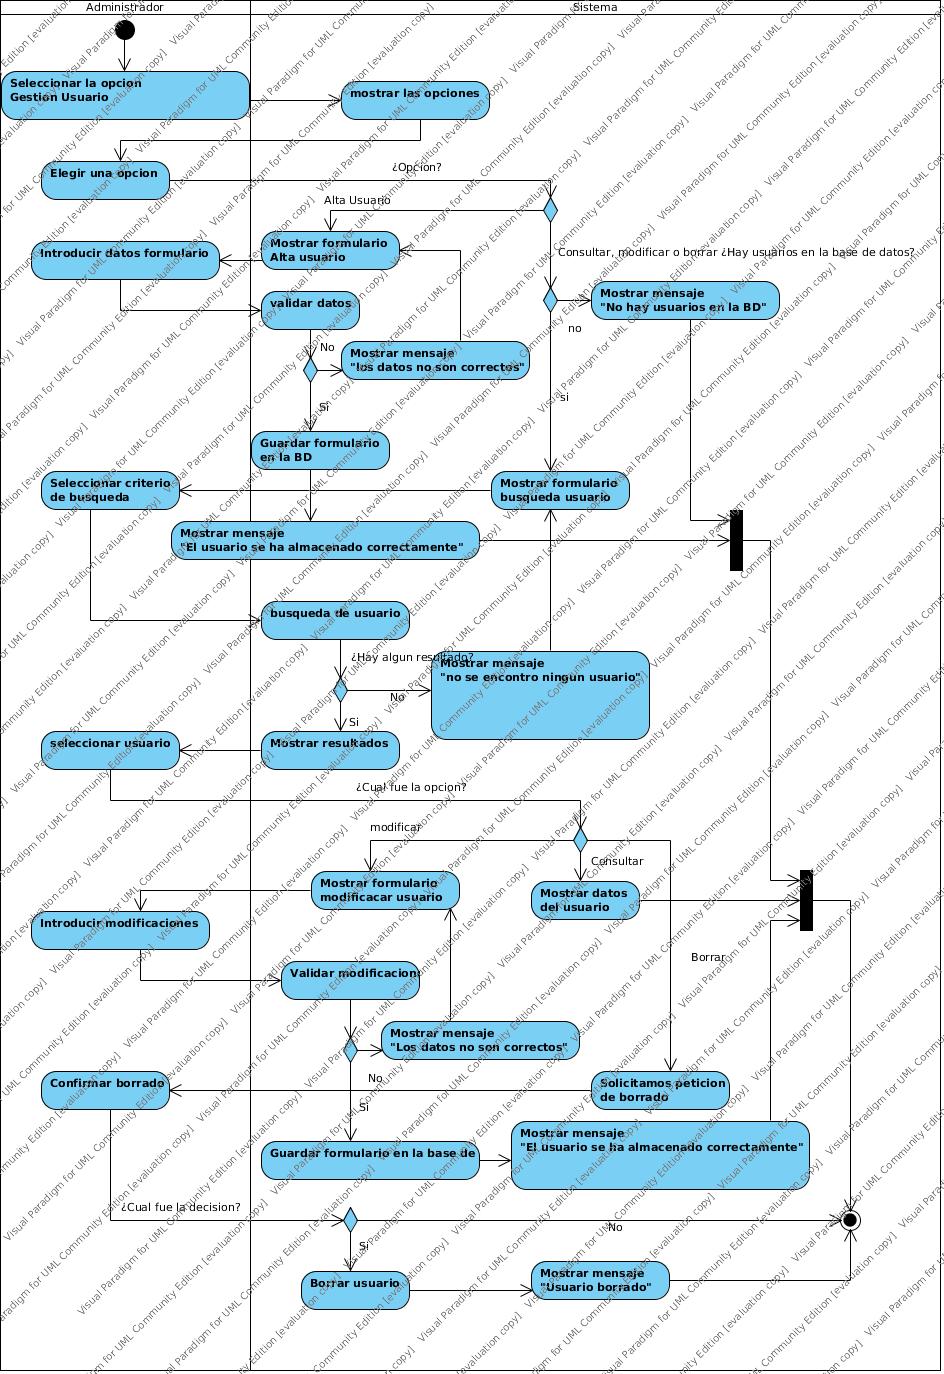 Administrador
Sistema
Seleccionar la opcion
Gestion Usuario
mostrar las opciones
Elegir una opcion
¿Opcion?
Alta Usuario
Mostrar formulario
Alta usuario
Introducir datos formulario
Consultar, modificar o borrar ¿Hay usuarios en la base de datos?
validar datos
Mostrar mensaje
"No hay usuarios en la BD"
no
No
Mostrar mensaje
"los datos no son correctos"
si
Si
Guardar formulario
en la BD
Seleccionar criterio
de busqueda
Mostrar formulario
busqueda usuario
Mostrar mensaje
"El usuario se ha almacenado correctamente"
busqueda de usuario
¿Hay algun resultado?
Mostrar mensaje
"no se encontro ningun usuario"
No
Si
seleccionar usuario
Mostrar resultados
¿Cual fue la opcion?
modificar
Consultar
Mostrar formulario
modificacar usuario
Mostrar datos
del usuario
Introducir modificaciones
Borrar
Validar modificacion
Mostrar mensaje
"Los datos no son correctos"
No
Confirmar borrado
Solicitamos peticion
de borrado
Si
Mostrar mensaje
"El usuario se ha almacenado correctamente"
Guardar formulario en la base de
¿Cual fue la decision?
No
Si
Borrar usuario
Mostrar mensaje
"Usuario borrado"
Visual Paradigm for UML Community Edition [evaluation copy]